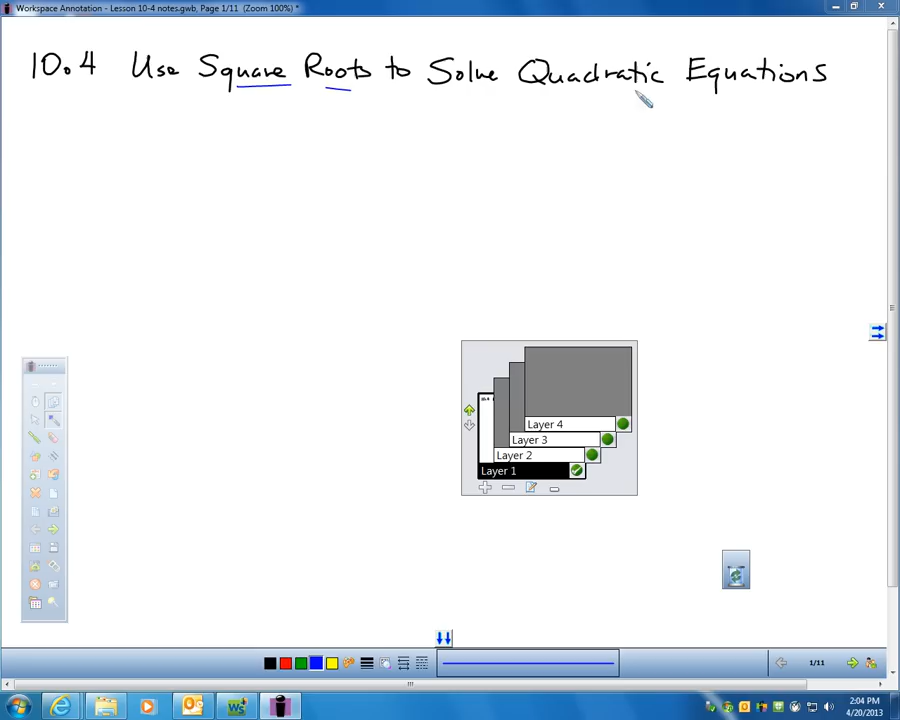 Workspace Annotation - Lesson 10-4 notes.gwb, Page 1/11 (Zoom 100%) *
10.4 Use Square Roots to Solve Quadratic Equations
Layer 4
Layer 3
Layer 2
Layer 1
1/11
2:04 PM
4/20/2013